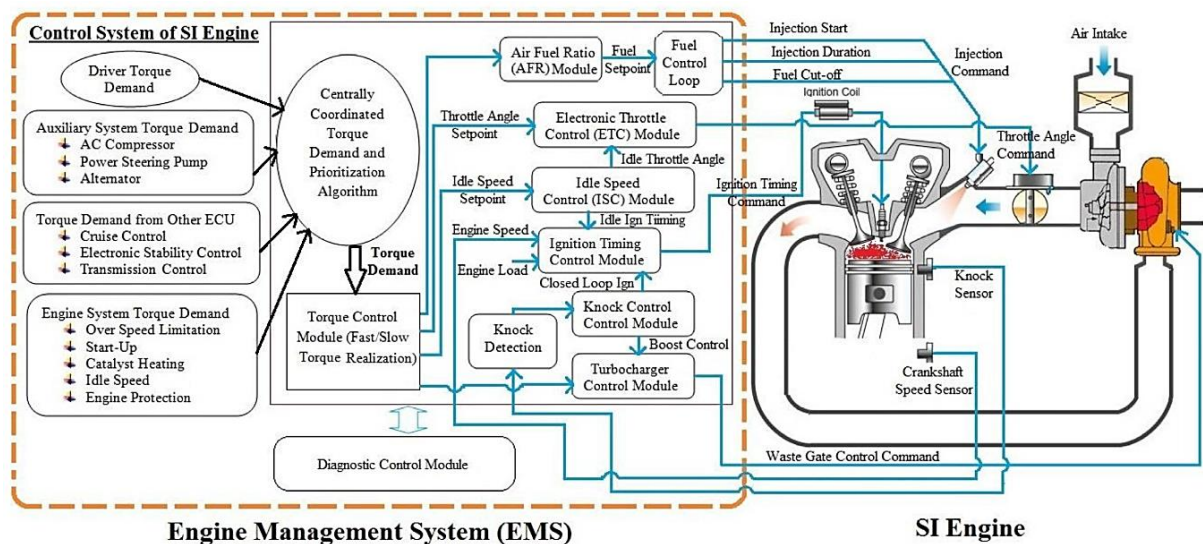 Control System of SI Engine
Driver Torque
Demand
Auxiliary System Torque Demand
AC Compressor
Power Steering Pump
Alternator
Torque Demand from Other ECU
Cruise Control
Electronic Stability Control
Transmission Control
Engine System Torque Demand
Over Speed Limitation
Start-Up
Catalyst Heating
Idle Speed
Engine Protection
Centrally
Coordinated
Torque
Demand and
Prioritization
Algorithm
Torque
Demand
Torque Control
Module (Fast/Slow
Torque Realization)
Diagnostic Control Module
Air Fuel Ratio
(AFR) Module
Fuel
Setpoint
Fuel
Control
Loop
Throttle Angle
Setpoint
Electronic Throttle
Control (ETC) Module
Idle Throttle Angle
Idle Speed
Setpoint
Idle Speed
Control (ISC) Module
Idle Ign Tiiming
Engine Speed
Ignition Timing
Control Module
Engine Load
Closed Loop Ign
Knock
Detection
Knock Control
Control Module
Boost Control
Turbocharger
Control Module
Injection Start
Injection Duration
Fuel Cut-off
Injection
Command
Ignition Coil
Ignition Timing
Command
Air Intake
Throttle Angle
Command
Knock
Sensor
Crankshaft
Speed Sensor
Waste Gate Control Command
Engine Management System (EMS)
SI Engine